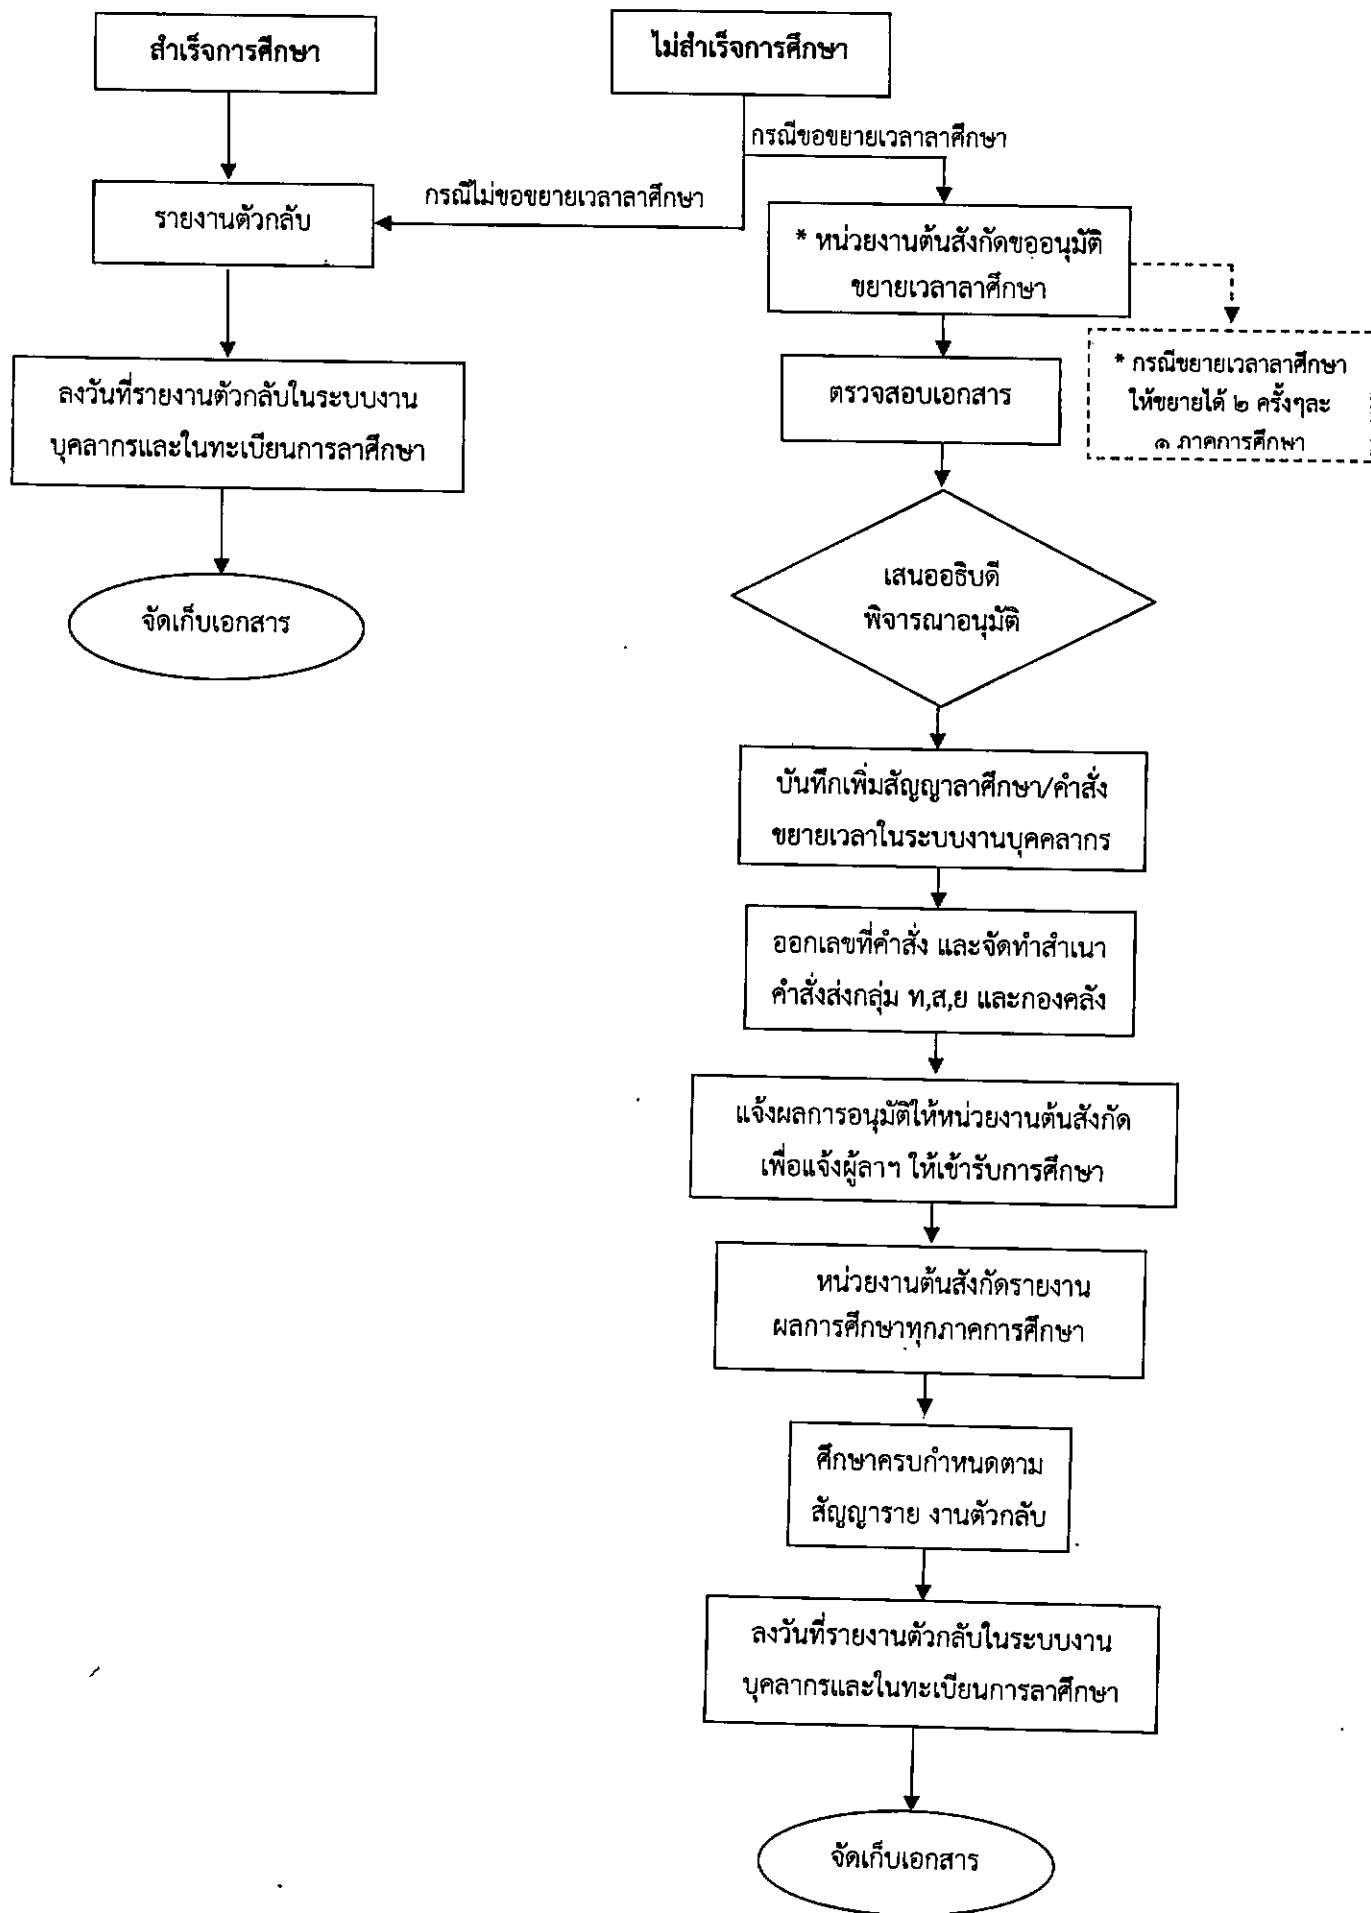 สำเร็จการศึกษา
ไม่สำเร็จการศึกษา
กรณีขอขยายเวลาลาศึกษา
กรณีไม่ขอขยายเวลาลาศึกษา
รายงานตัวกลับ
* หน่วยงานต้นสังกัดขออนุมัติ
ขยายเวลาลาศึกษา
* กรณีขยายเวลาลาศึกษา
ให้ขยายได้ ๒ ครั้งๆละ
๑ ภาคการศึกษา
ลงวันที่รายงานตัวกลับในระบบงาน
บุคลากรและในทะเบียนการลาศึกษา
ตรวจสอบเอกสาร
จัดเก็บเอกสาร
เสนออธิบดี
พิจารณาอนุมัติ
บันทึกเพิ่มสัญญาลาศึกษา/คำสั่ง
ขยายเวลาในระบบงานบุคคลากร
ออกเลขที่คำสั่ง และจัดทำสำเนา
คำสั่งส่งกลุ่ม ท,ส,ย และกองคลัง
แจ้งผลการอนุมัติให้หน่วยงานต้นสังกัด
เพื่อแจ้งผู้ลาฯ ให้เข้ารับการศึกษา
หน่วยงานต้นสังกัดรายงาน
ผลการศึกษาทุกภาคการศึกษา
ศึกษาครบกำหนดตาม
สัญญาราย งานตัวกลับ
ลงวันที่รายงานตัวกลับในระบบงาน
บุคลากรและในทะเบียนการลาศึกษา
จัดเก็บเอกสาร